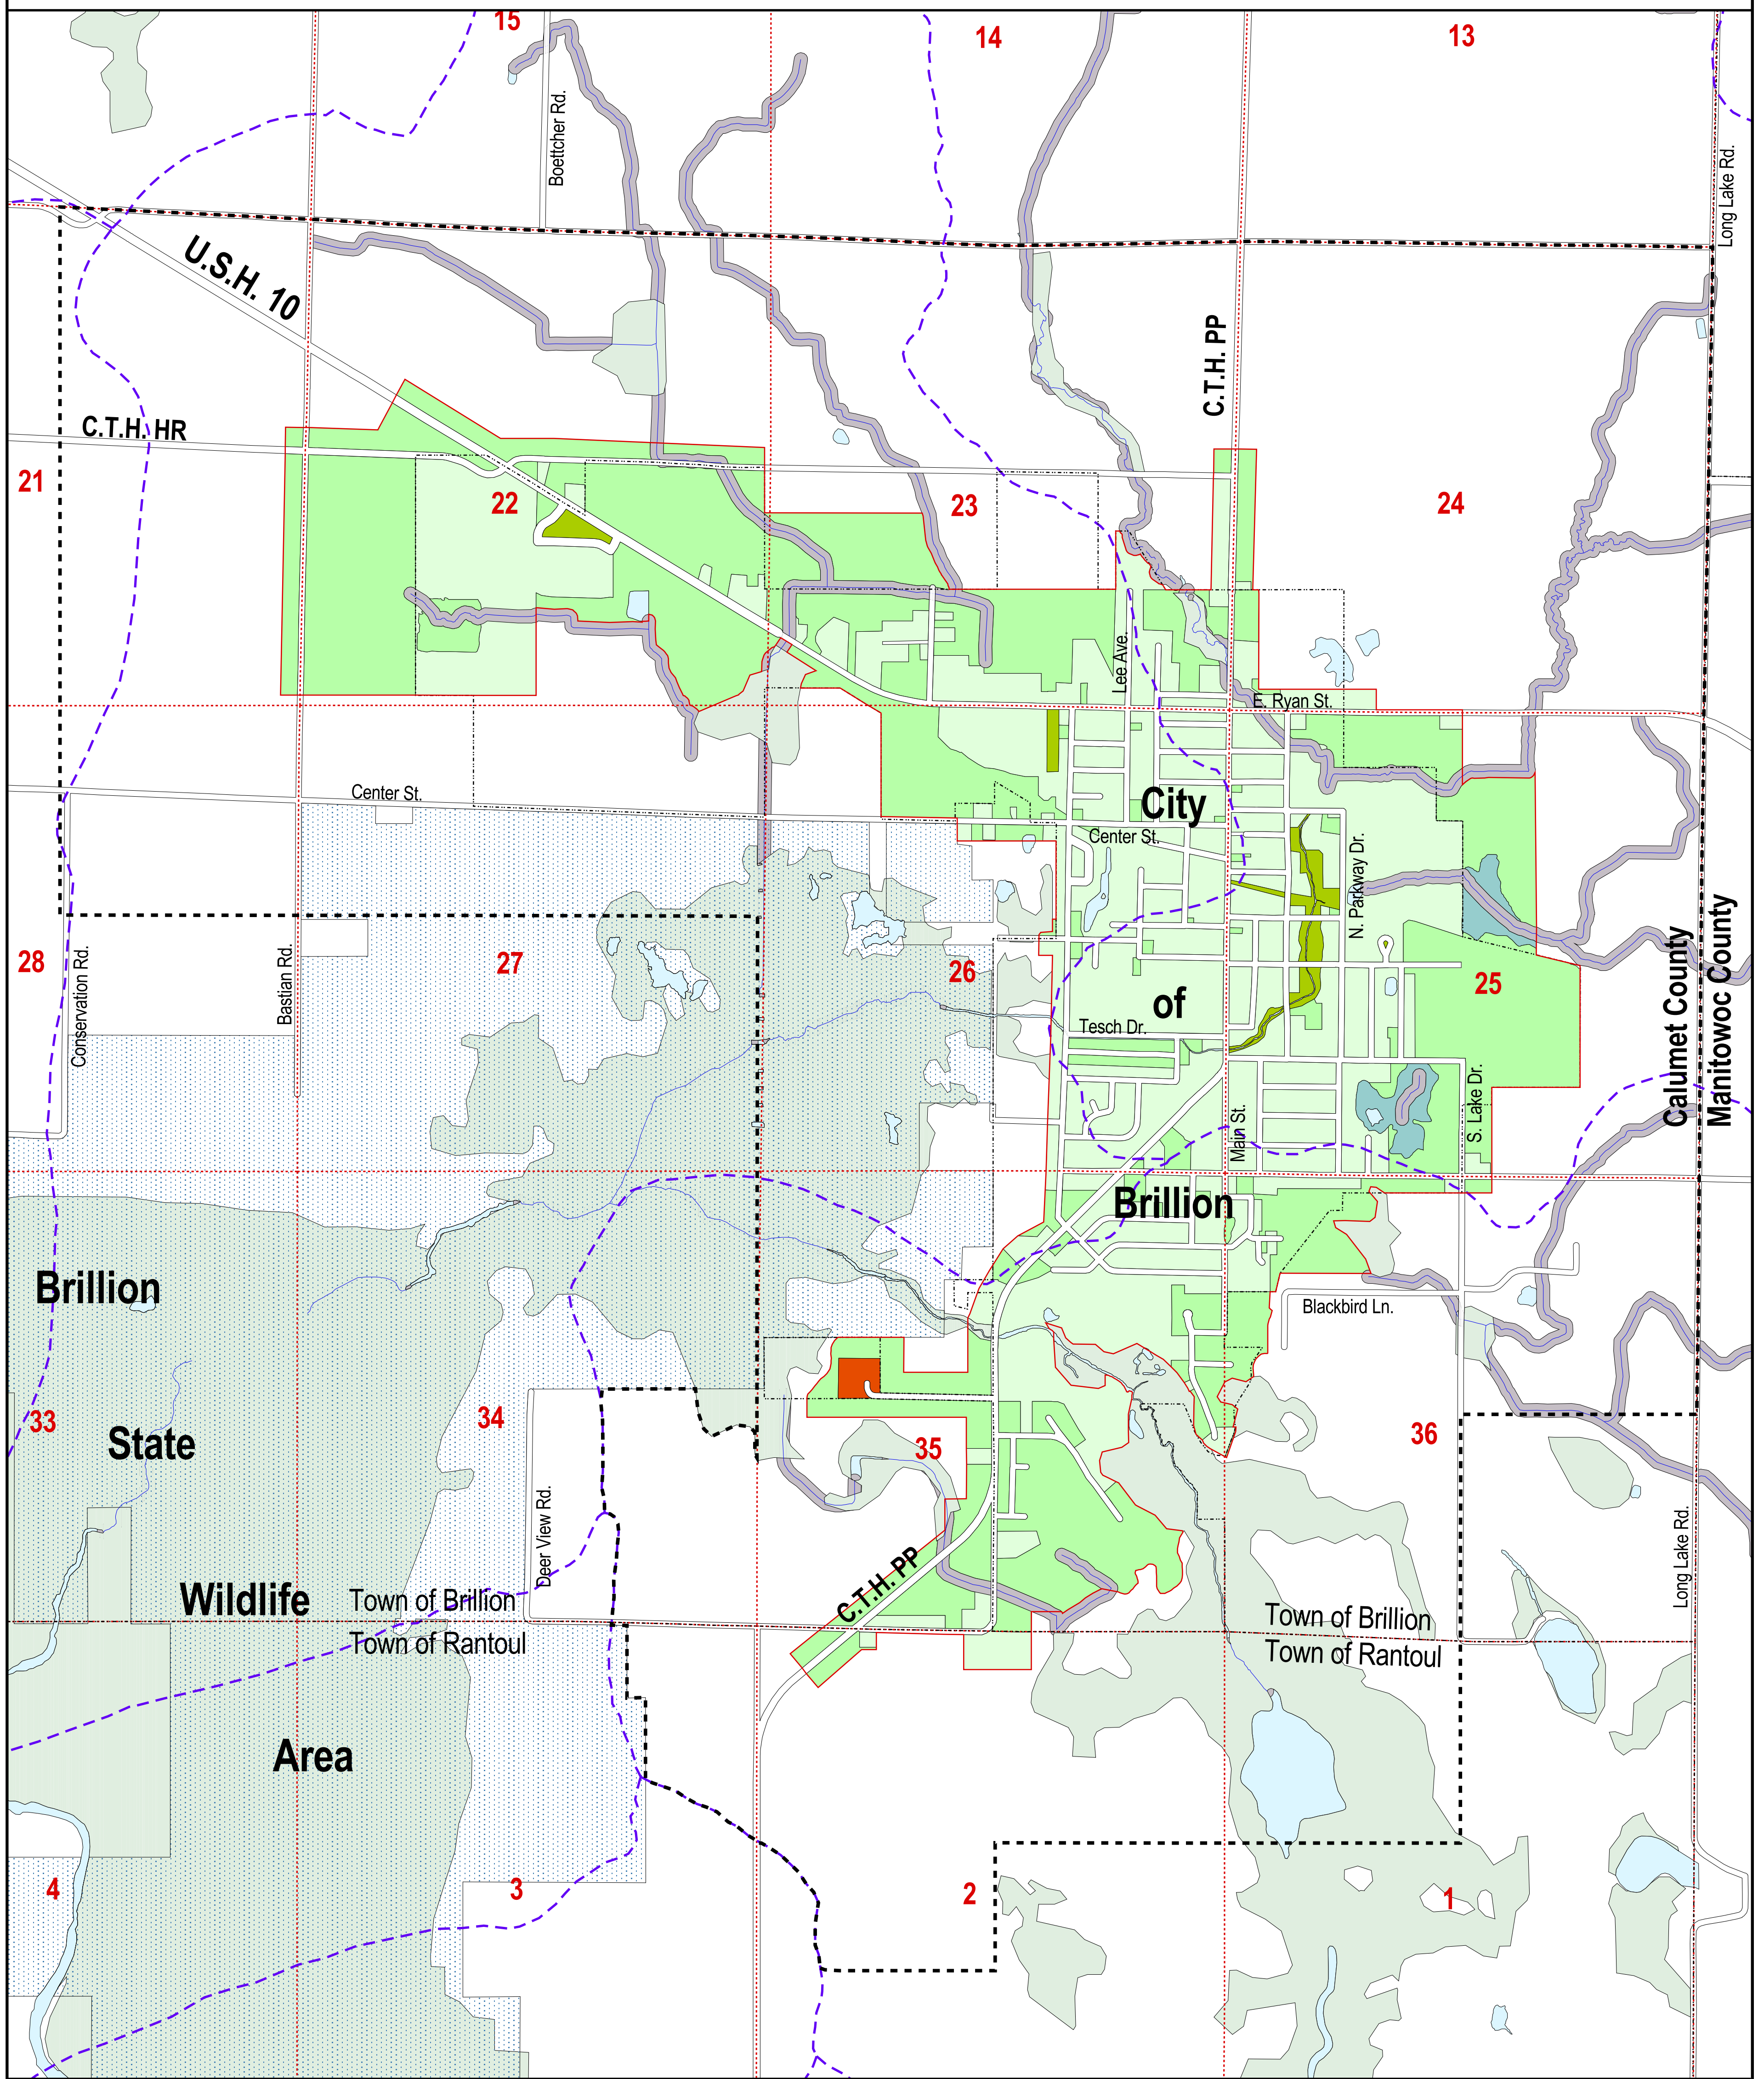 15
14
13
Boettcher Rd.
Long Lake Rd.
U.S.H. 10
C.T.H. PP
C.T.H. HR
21
22
23
24
Lee Ave.
E. Ryan St.
Center St.
City
Center St.
N. Parkway Dr.
28
Conservation Rd.
Bastian Rd.
27
26
of
25
Calumet County
Manitowoc County
Tesch Dr.
Main St.
S. Lake Dr.
Brillion
Brillion
Blackbird Ln.
33
State
34
35
36
Deer View Rd.
Long Lake Rd.
C.T.H. PP
Wildlife
Town of Brillion
Town of Rantoul
Town of Brillion
Town of Rantoul
Area
4
3
2
1